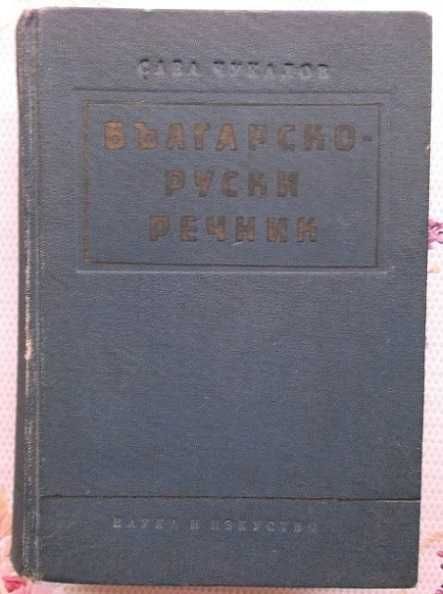 САВА ЧУКАЛОВ
БЪЛГАРСКО-
РУСКИ
РЕЧНИК
НАУКА И ИЗКУСТВО